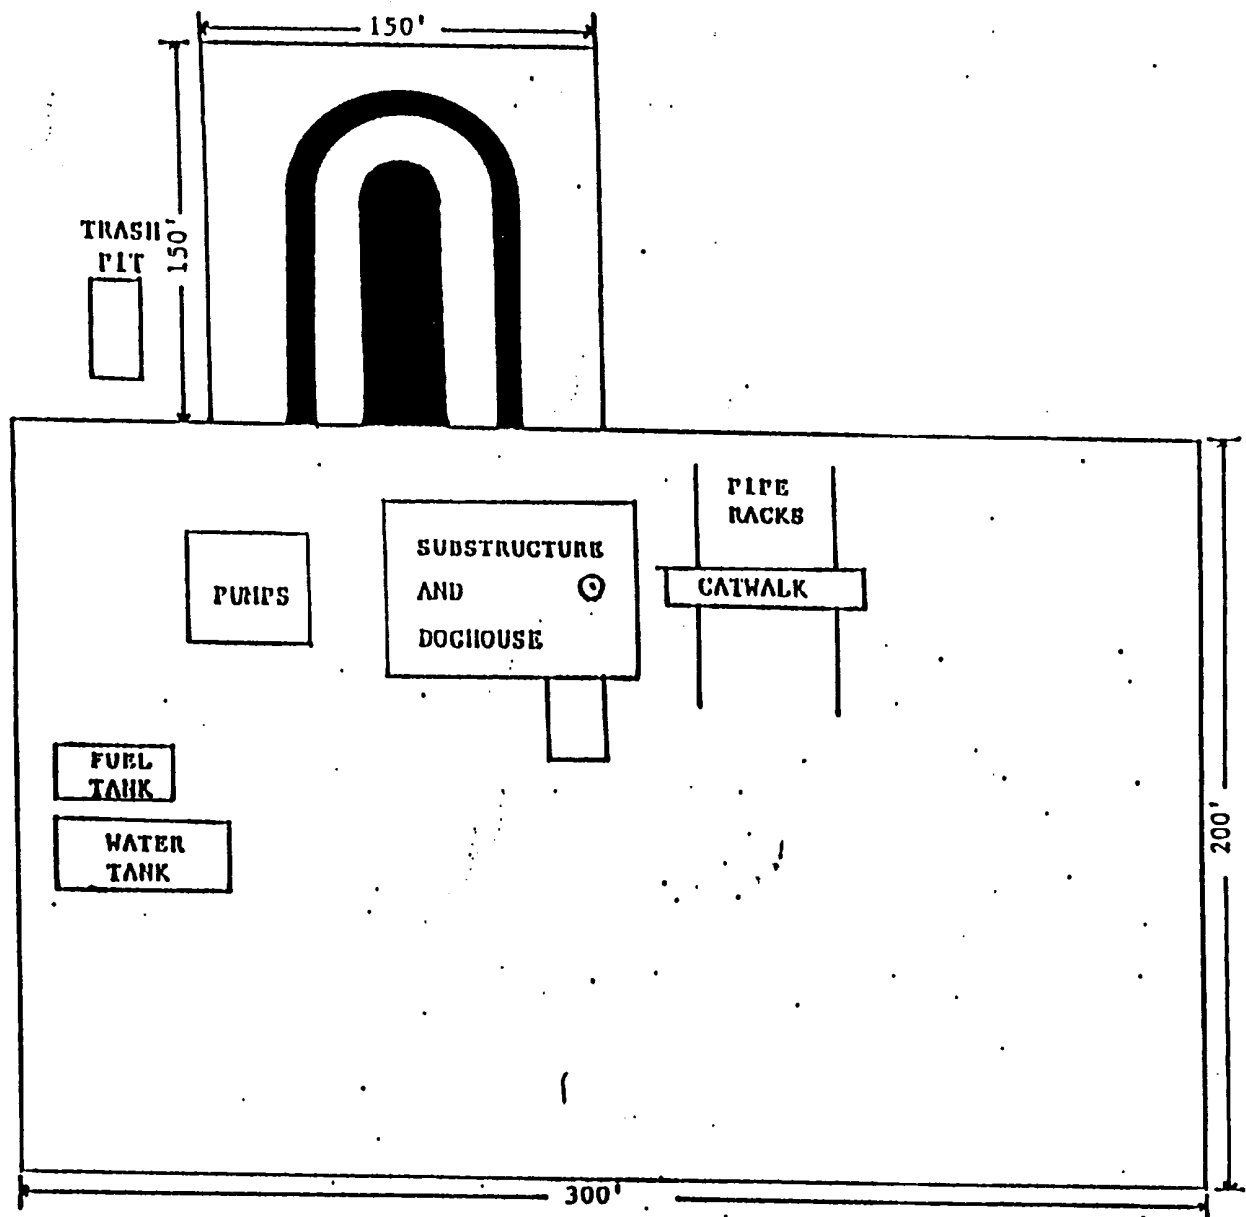 150'
150'
TRASH
PIT
PIPE
RACKS
SUBSTRUCTURE
AND
DOGHOUSE
PUMPS
CATWALK
FUEL
TANK
WATER
TANK
200'
300'